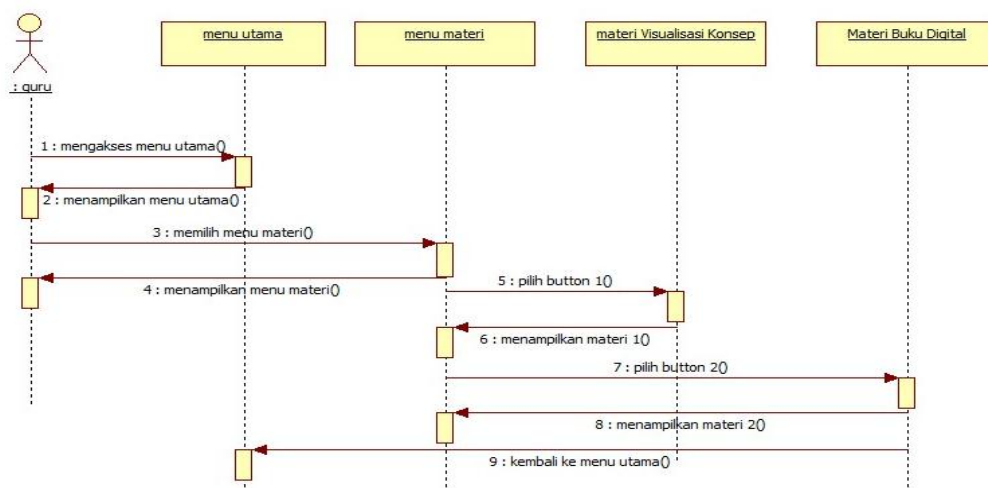 menu utama
menu materi
materi Visualisasi Konsep
Materi Buku Digital
: guru
1 : mengakses menu utama()
2 : menampilkan menu utama()
3 : memilih menu materi()
4 : menampilkan menu materi()
5 : pilih button 1()
6 : menampilkan materi 1()
7 : pilih button 2()
8 : menampilkan materi 2()
9 : kembali ke menu utama()